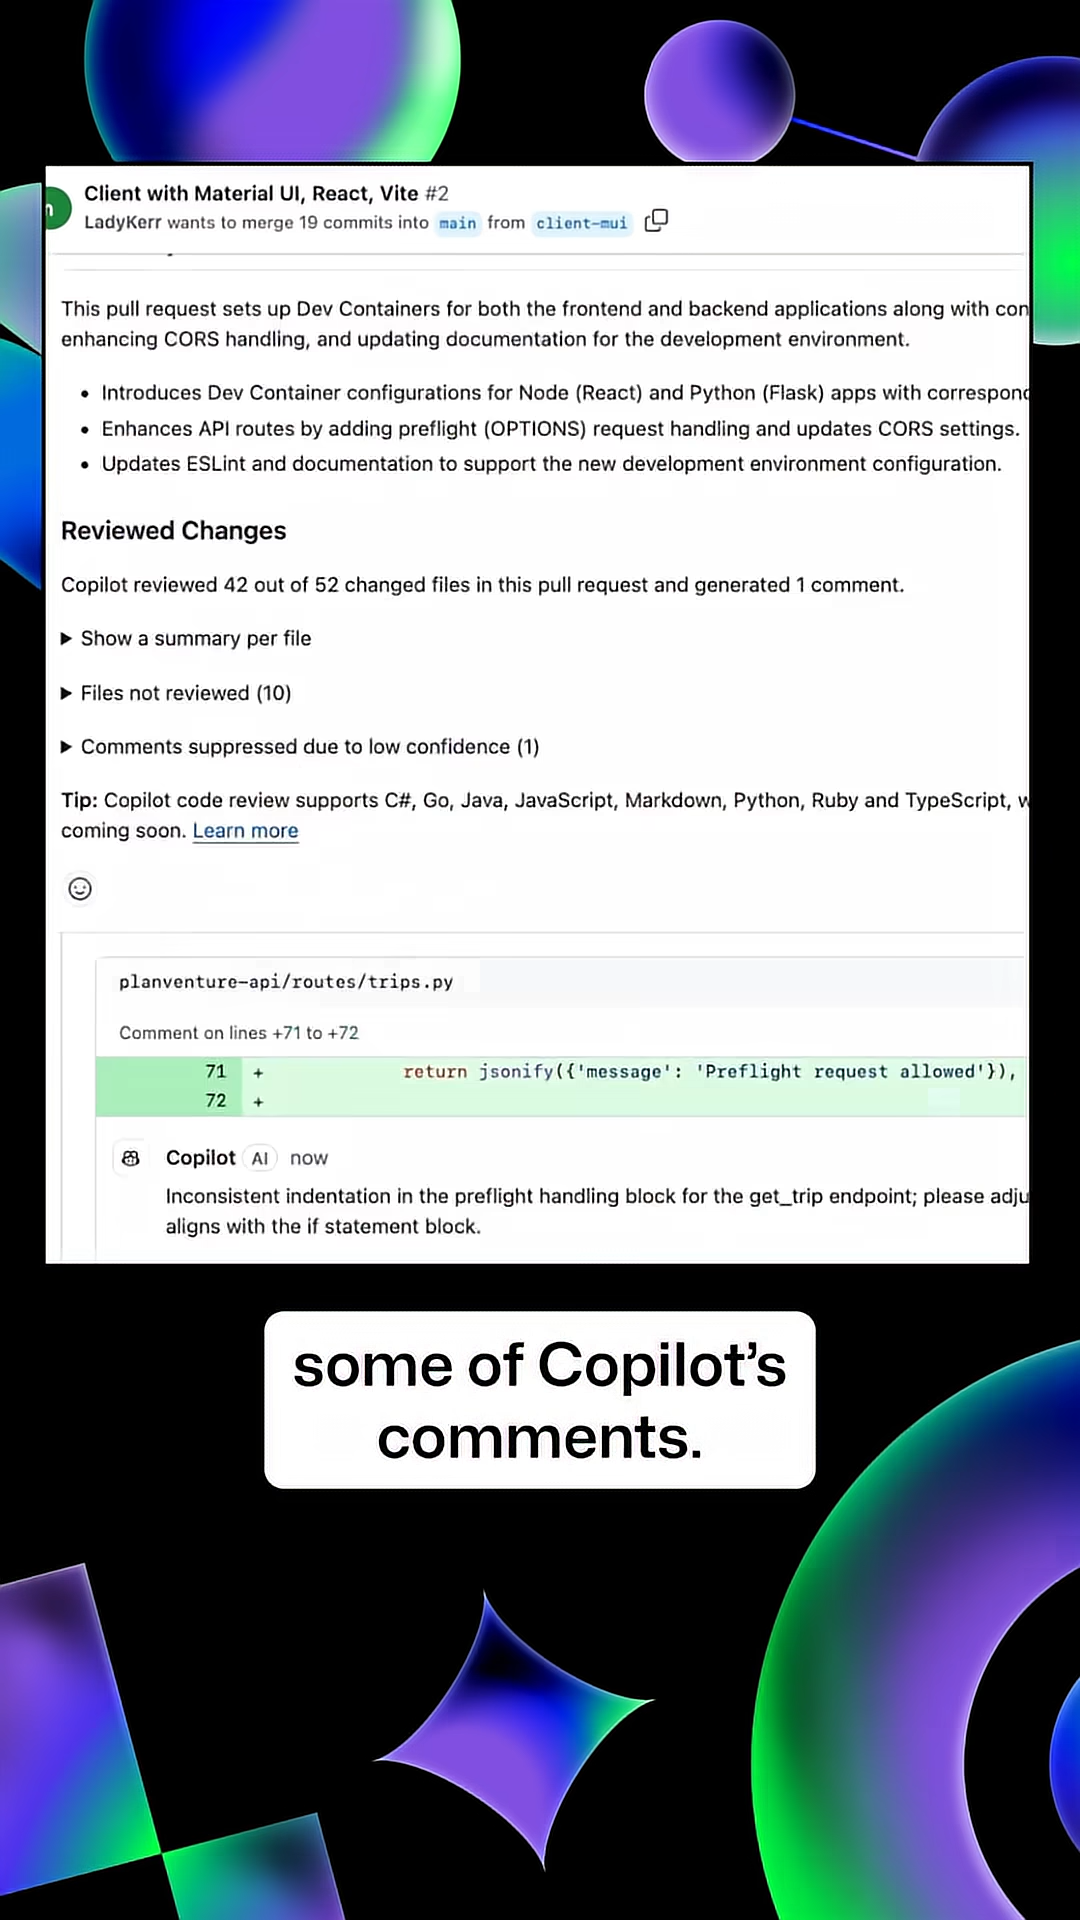 Client with Material UI, React, Vite #2
LadyKerr wants to merge 19 commits into main from client-mui
This pull request sets up Dev Containers for both the frontend and backend applications along with con
enhancing CORS handling, and updating documentation for the development environment.
• Introduces Dev Container configurations for Node (React) and Python (Flask) apps with correspond
• Enhances API routes by adding preflight (OPTIONS) request handling and updates CORS settings.
• Updates ESLint and documentation to support the new development environment configuration.
Reviewed Changes
Copilot reviewed 42 out of 52 changed files in this pull request and generated 1 comment.
Show a summary per file
Files not reviewed (10)
Comments suppressed due to low confidence (1)
Tip: Copilot code review supports C#, Go, Java, JavaScript, Markdown, Python, Ruby and TypeScript,
coming soon. Learn more
planventure-api/routes/trips.py
Comment on lines +71 to +72
71 + return jsonify({'message': 'Preflight request allowed'}),
72 +
Copilot AI now
Inconsistent indentation in the preflight handling block for the get_trip endpoint; please adju
aligns with the if statement block.
some of Copilot’s
comments.